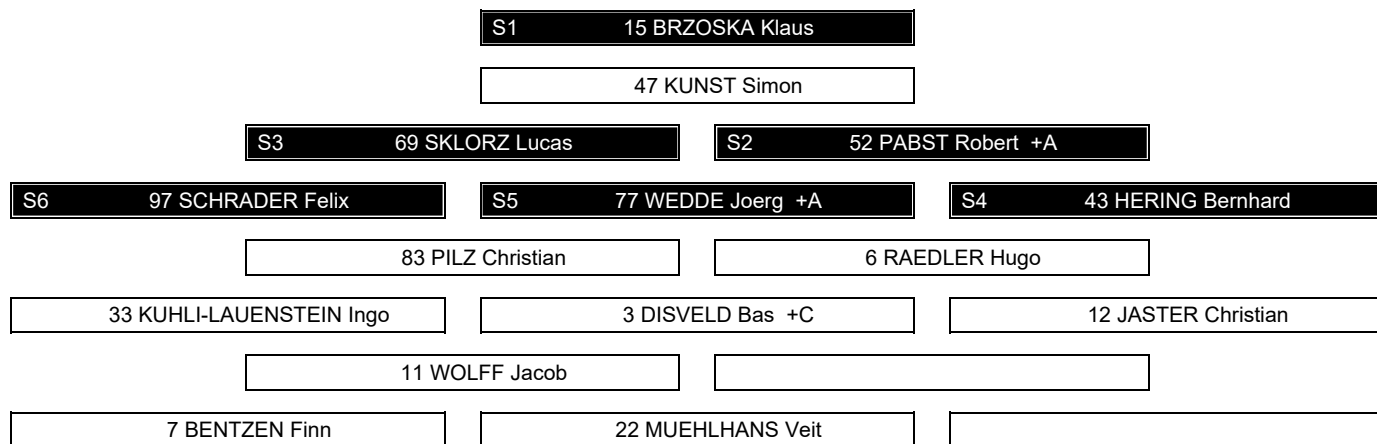 S1 15 BRZOSKA Klaus
47 KUNST Simon
S3 69 SKLORZ Lucas S2 52 PABST Robert +A
S6 97 SCHRADER Felix S5 77 WEDDE Joerg +A S4 43 HERING Bernhard
83 PILZ Christian 6 RAEDLER Hugo
33 KUHLI-LAUENSTEIN Ingo 3 DISVELD Bas +C 12 JASTER Christian
11 WOLFF Jacob
7 BENTZEN Finn 22 MUEHLHANS Veit